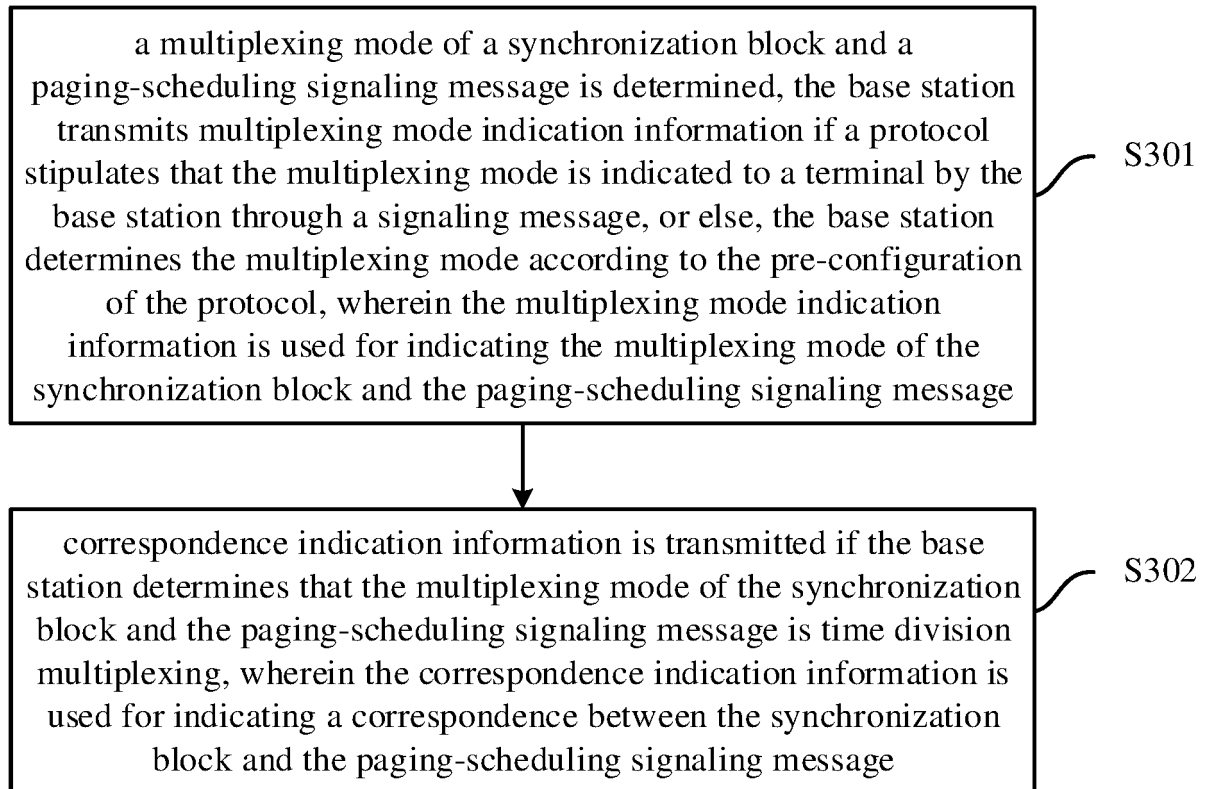 a multiplexing mode of a synchronization block and a
paging-scheduling signaling message is determined, the base station
transmits multiplexing mode indication information if a protocol
stipulates that the multiplexing mode is indicated to a terminal by the
base station through a signaling message, or else, the base station
determines the multiplexing mode according to the pre-configuration
of the protocol, wherein the multiplexing mode indication
information is used for indicating the multiplexing mode of the
synchronization block and the paging-scheduling signaling message
S301
correspondence indication information is transmitted if the base
station determines that the multiplexing mode of the synchronization
block and the paging-scheduling signaling message is time division
multiplexing, wherein the correspondence indication information is
used for indicating a correspondence between the synchronization
block and the paging-scheduling signaling message
S302